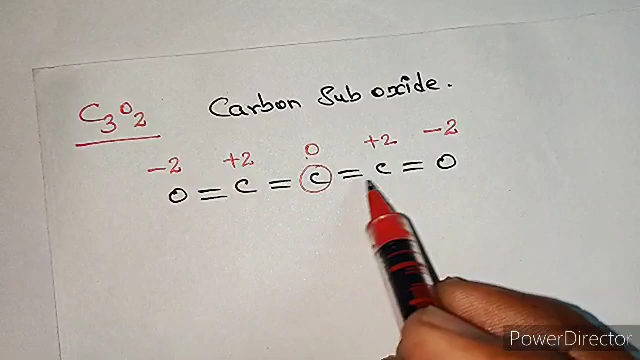 C₃O₂ Carbon Sub oxide.
-2 +2 0 +2 -2
O = C = C = C = O
PowerDirector